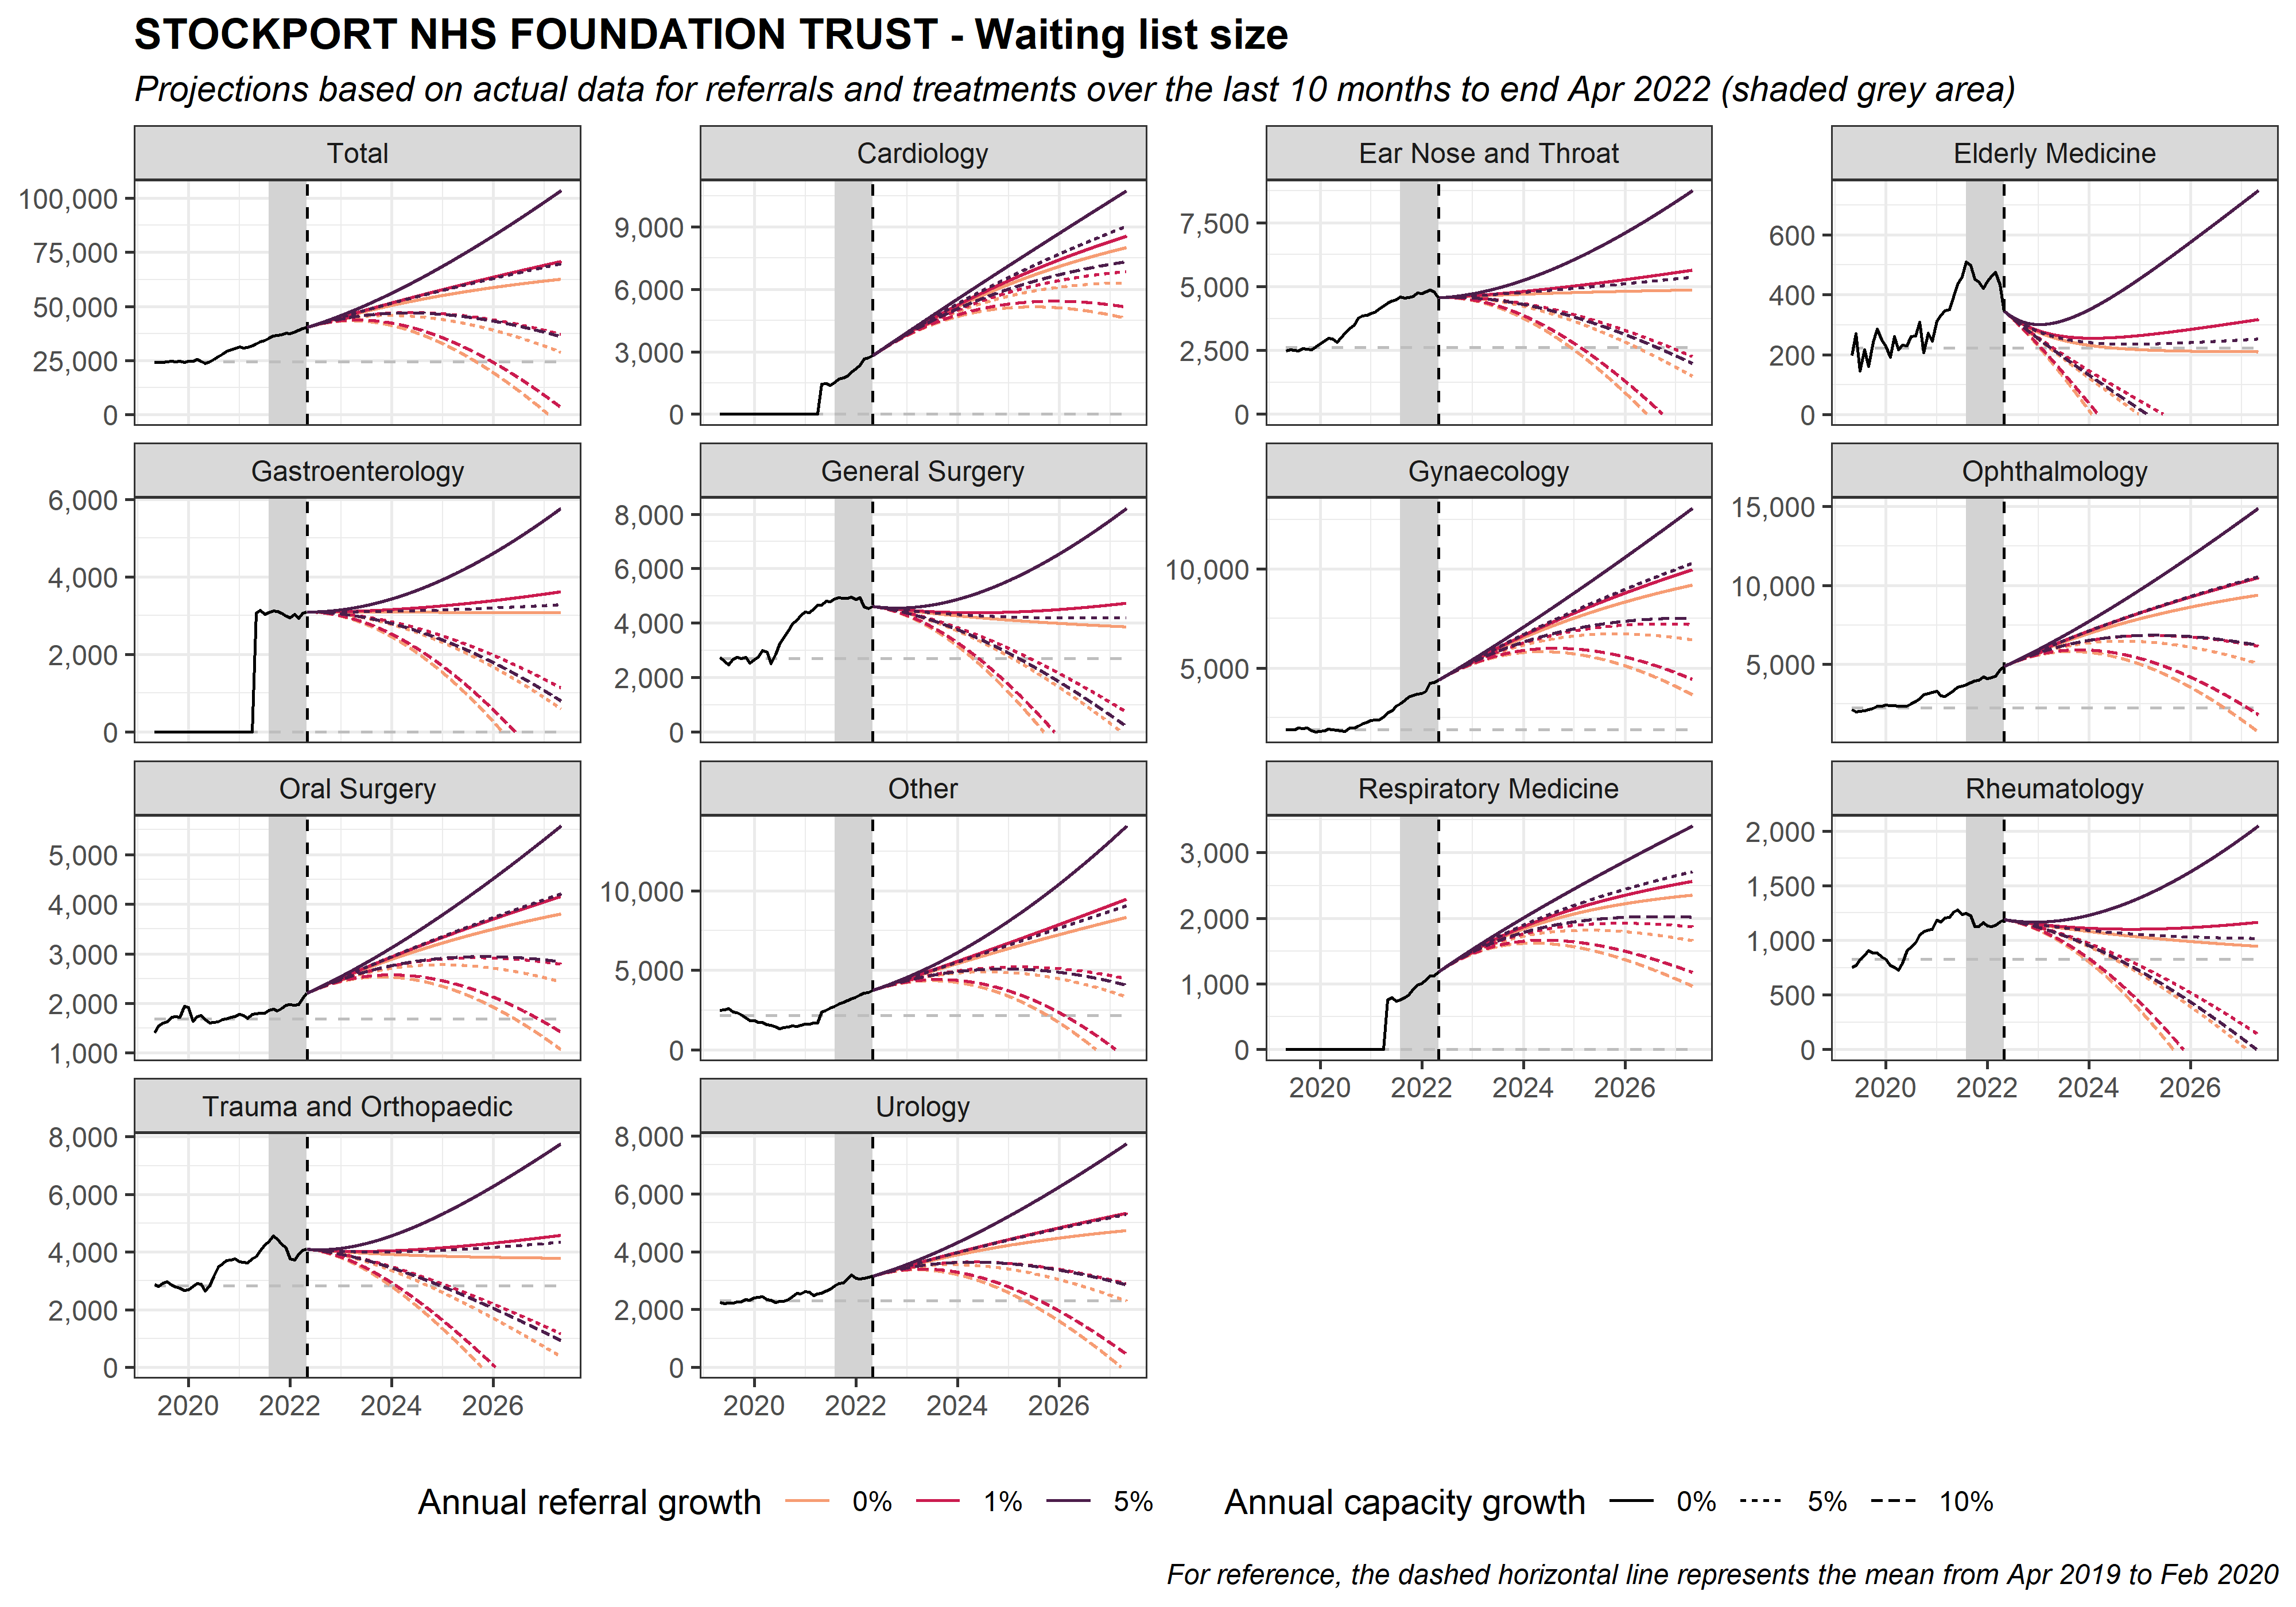 STOCKPORT NHS FOUNDATION TRUST - Waiting list size
Projections based on actual data for referrals and treatments over the last 10 months to end Apr 2022 (shaded grey area)
Total
100,000
75,000
50,000
25,000
0
Cardiology
9,000
6,000
3,000
0
Ear Nose and Throat
7,500
5,000
2,500
0
Elderly Medicine
600
400
200
0
Gastroenterology
6,000
4,000
2,000
0
General Surgery
8,000
6,000
4,000
2,000
0
Gynaecology
10,000
5,000
Ophthalmology
15,000
10,000
5,000
Oral Surgery
5,000
4,000
3,000
2,000
1,000
Other
10,000
5,000
0
Respiratory Medicine
3,000
2,000
1,000
0
2020 2022 2024 2026
Rheumatology
2,000
1,500
1,000
500
0
2020 2022 2024 2026
Trauma and Orthopaedic
8,000
6,000
4,000
2,000
0
2020 2022 2024 2026
Urology
8,000
6,000
4,000
2,000
0
2020 2022 2024 2026
Annual referral growth 0% 1% 5% Annual capacity growth 0% 5% 10%
For reference, the dashed horizontal line represents the mean from Apr 2019 to Feb 2020